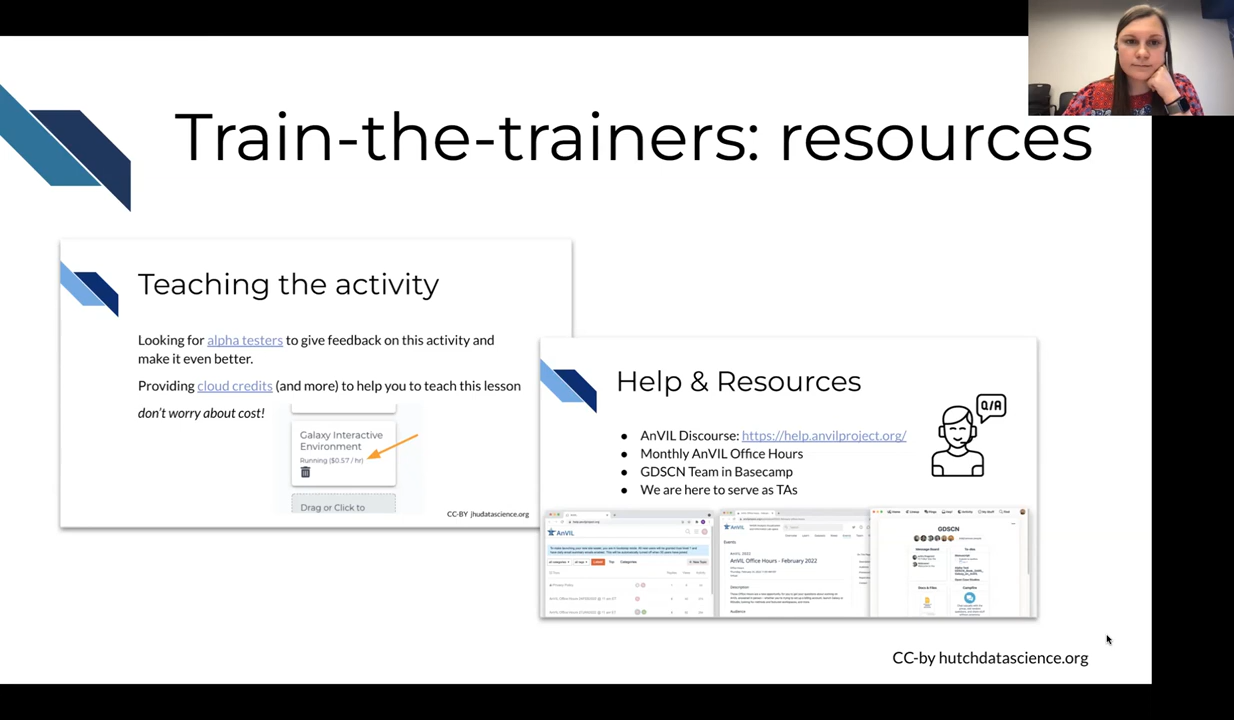 Train-the-trainers: resources
Teaching the activity
Looking for alpha testers to give feedback on this activity and
make it even better.
Providing cloud credits (and more) to help you to teach this lesson
don't worry about cost!
Galaxy Interactive
Environment
Running ($0.57 / hr)
Drag or Click to
CC-BY jhudatascience.org
Help & Resources
Q/A
● AnVIL Discourse: https://help.anvilproject.org/
● Monthly AnVIL Office Hours
● GDSCN Team in Basecamp
● We are here to serve as TAs
AnVIL
AnVIL
Events
AnVIL Office Hours - February 2022
Description
Audience
GDSCN
CC-by hutchdatascience.org